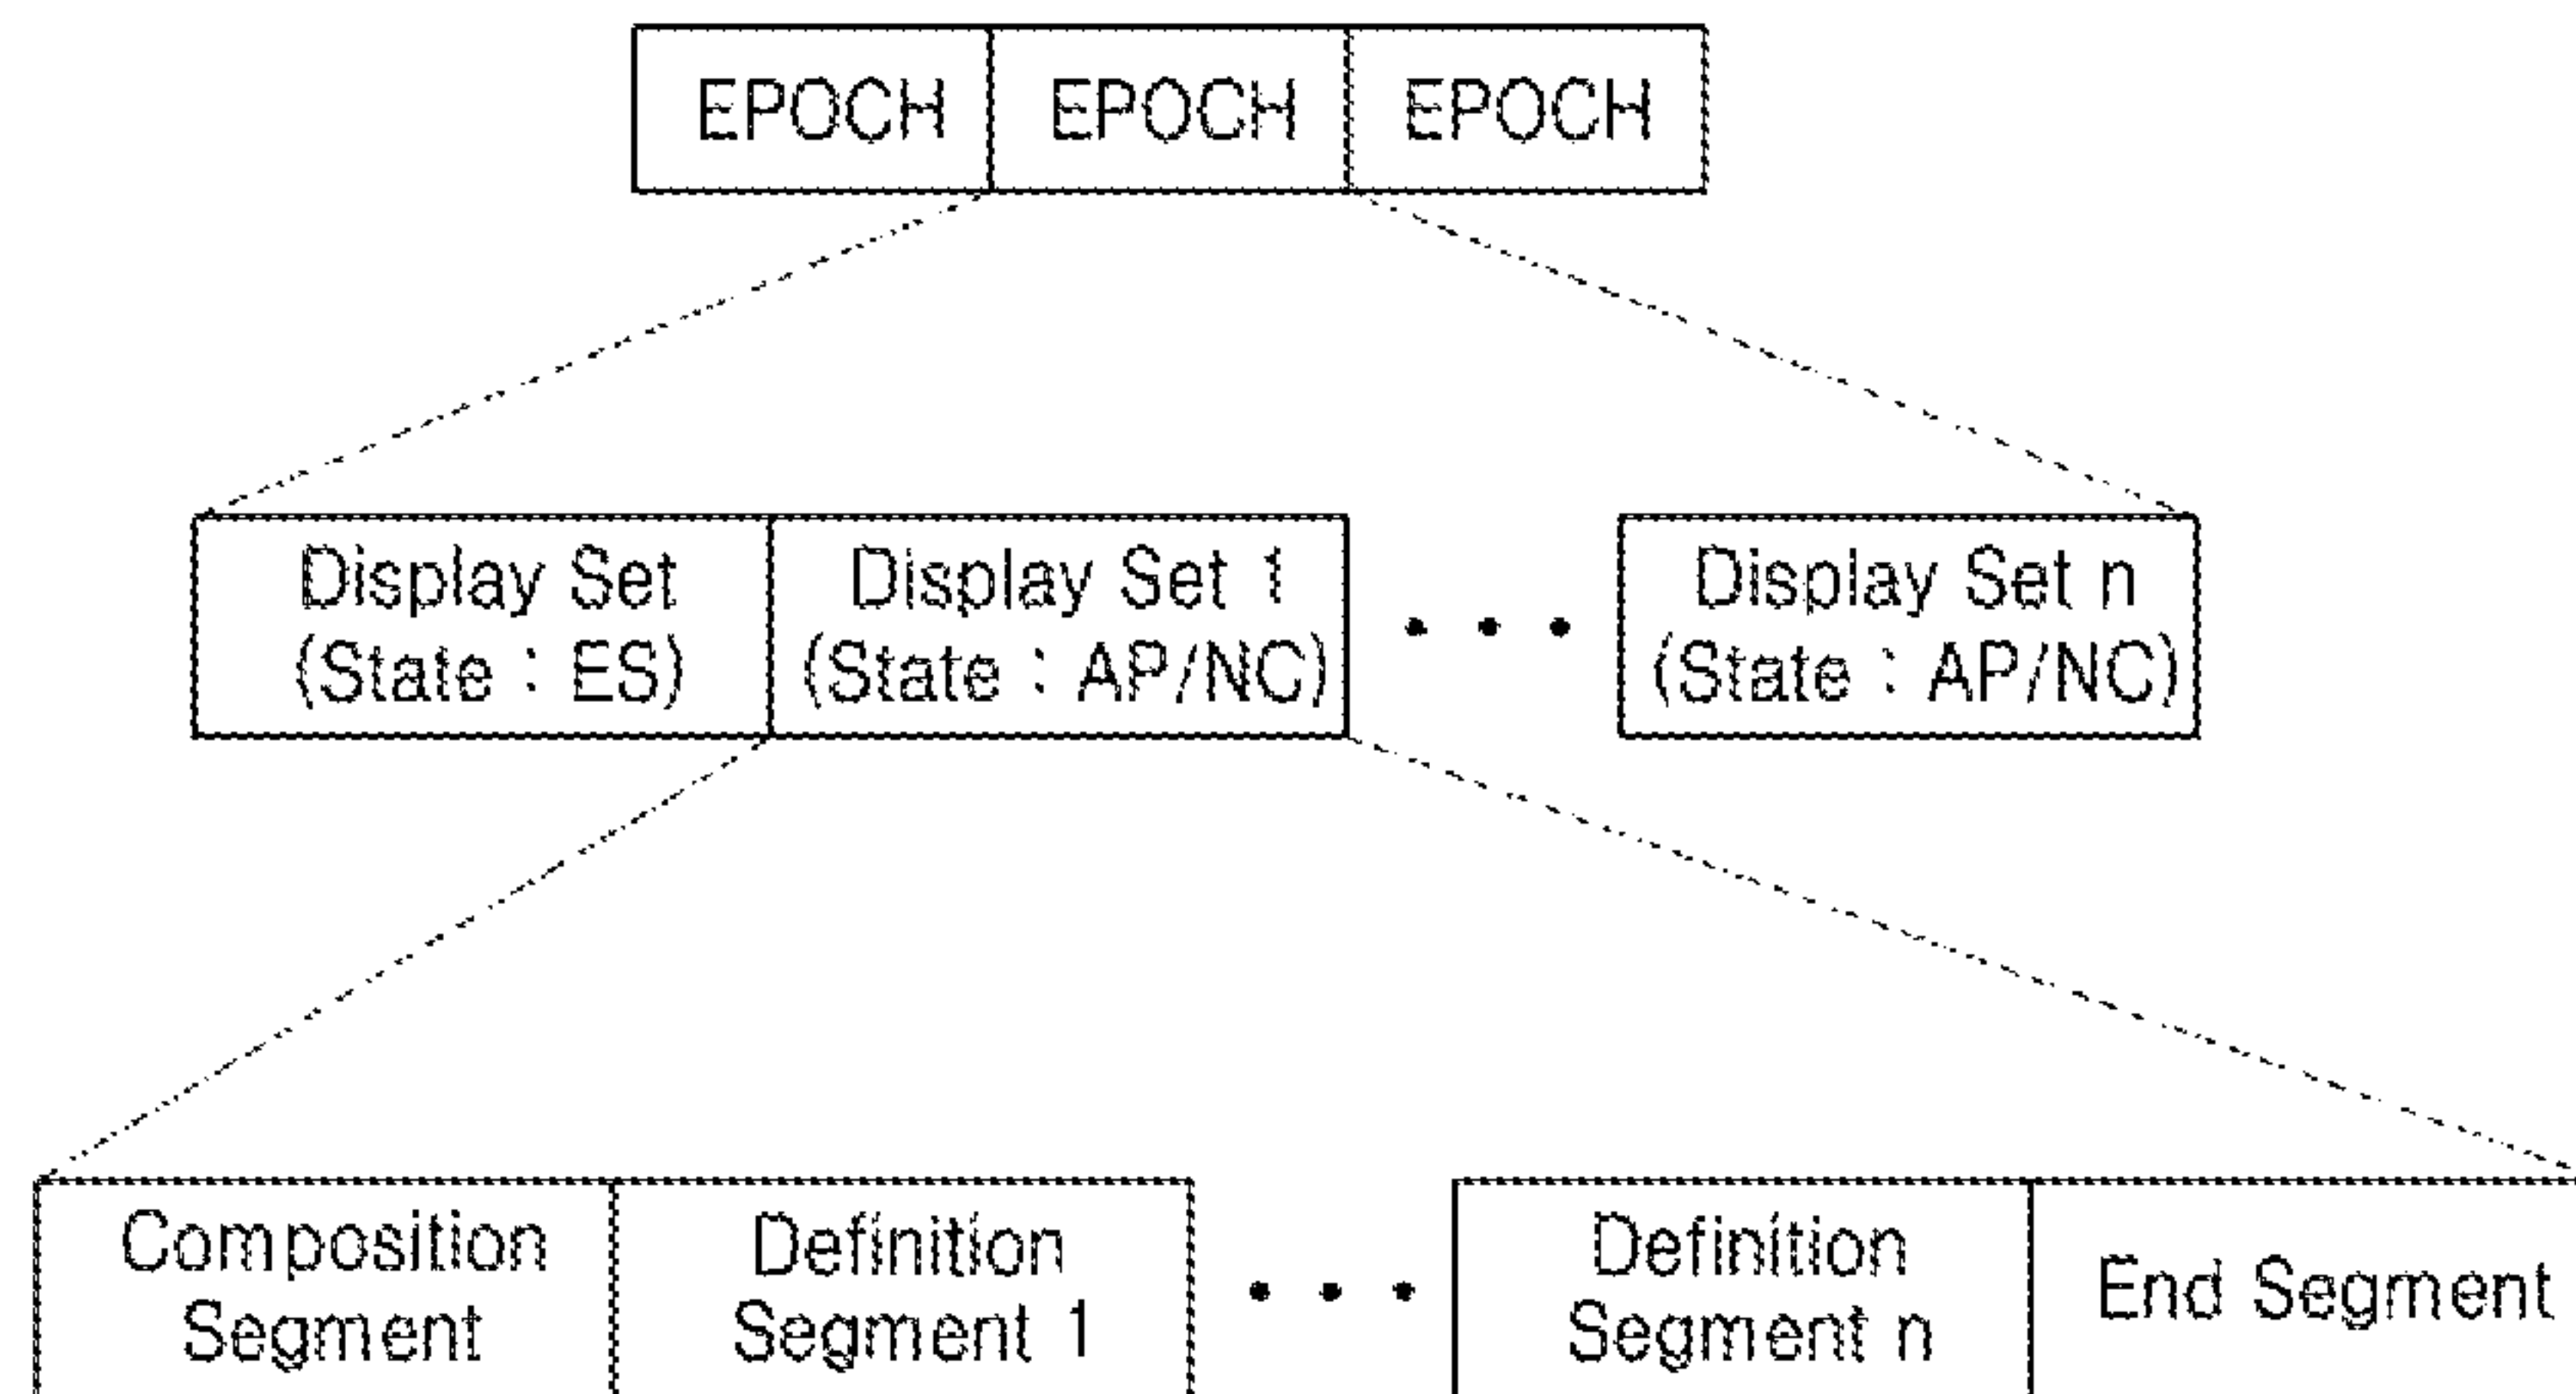 EPOCH EPOCH EPOCH
Display Set Display Set 1 Display Set n
(State : ES) (State : AP/NC) • • • (State : AP/NC)
Composition Definition Definition End Segment
Segment Segment 1 • • • Segment n